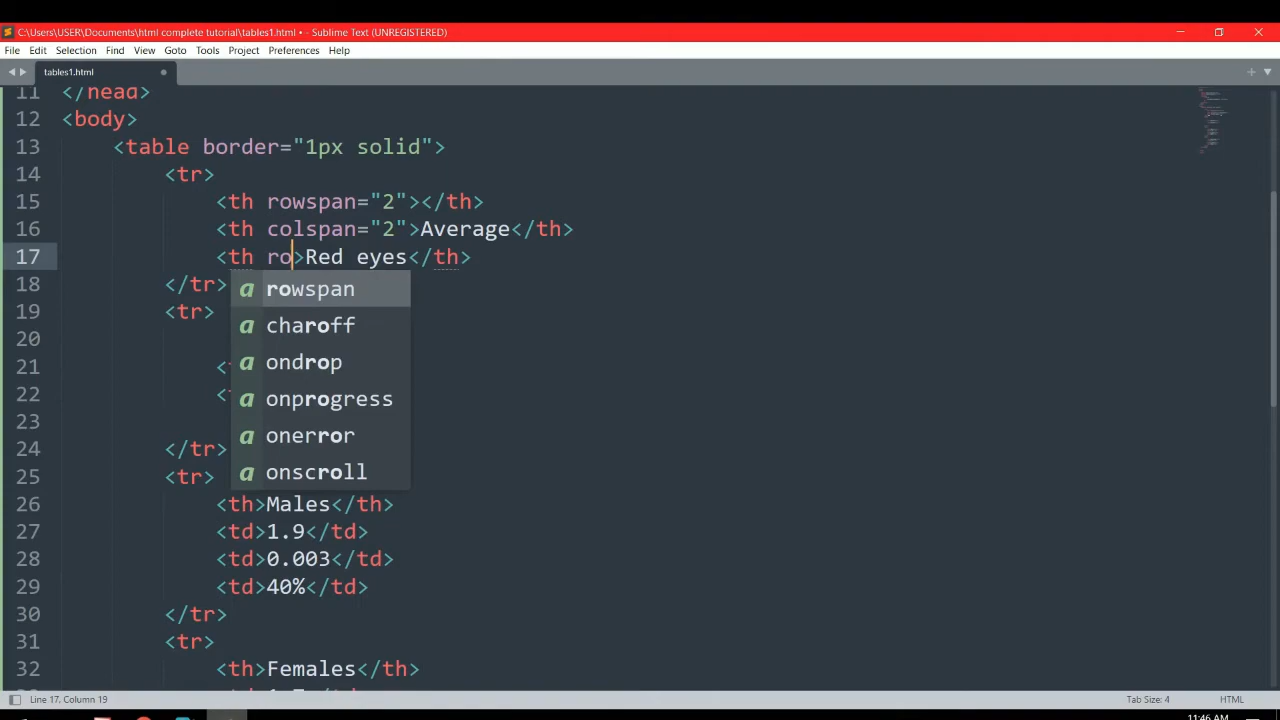 C:\Users\USER\Documents\html complete tutorial\tables1.html • - Sublime Text (UNREGISTERED)
File Edit Selection Find View Goto Tools Project Preferences Help
tables1.html
11 </head>
12 <body>
13 <table border="1px solid">
14 <tr>
15 <th rowspan="2"></th>
16 <th colspan="2">Average</th>
17 <th ro>Red eyes</th>
18 </tr>
a rowspan
19 <tr>
a charoff
20
a ondrop
21 <
22 <
a onprogress
23
a onerror
24 </tr>
a onscroll
25 <tr>
26 <th>Males</th>
27 <td>1.9</td>
28 <td>0.003</td>
29 <td>40%</td>
30 </tr>
31 <tr>
32 <th>Females</th>
Line 17, Column 19
Tab Size: 4
HTML
11:46 AM